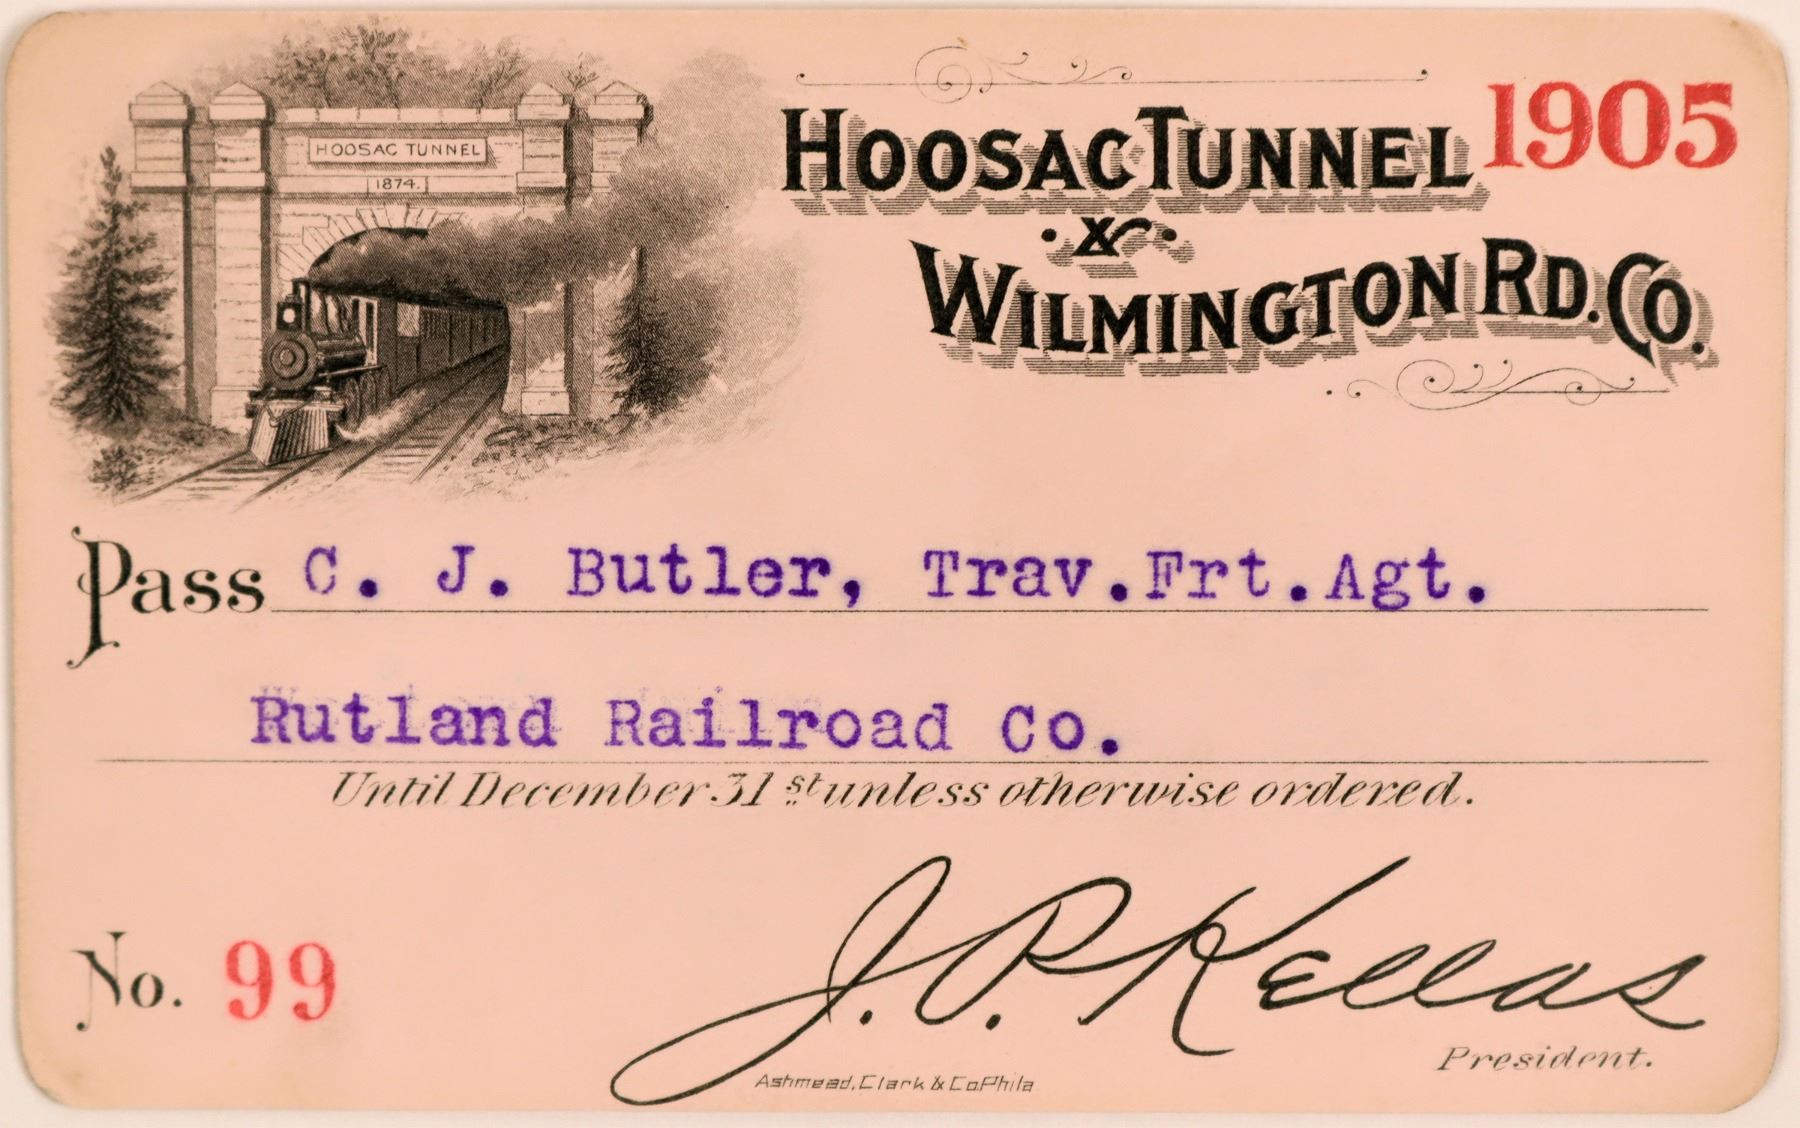 HOOSAC TUNNEL
1874.
HOOSAC TUNNEL 1905
& 
WILMINGTON RD. CO.
Pass C. J. Butler, Trav.Frt.Agt.
Rutland Railroad Co.
Until December 31st unless otherwise ordered.
No. 99
J. P. Kellas
President.
Ashmead, Clark & Co Phila